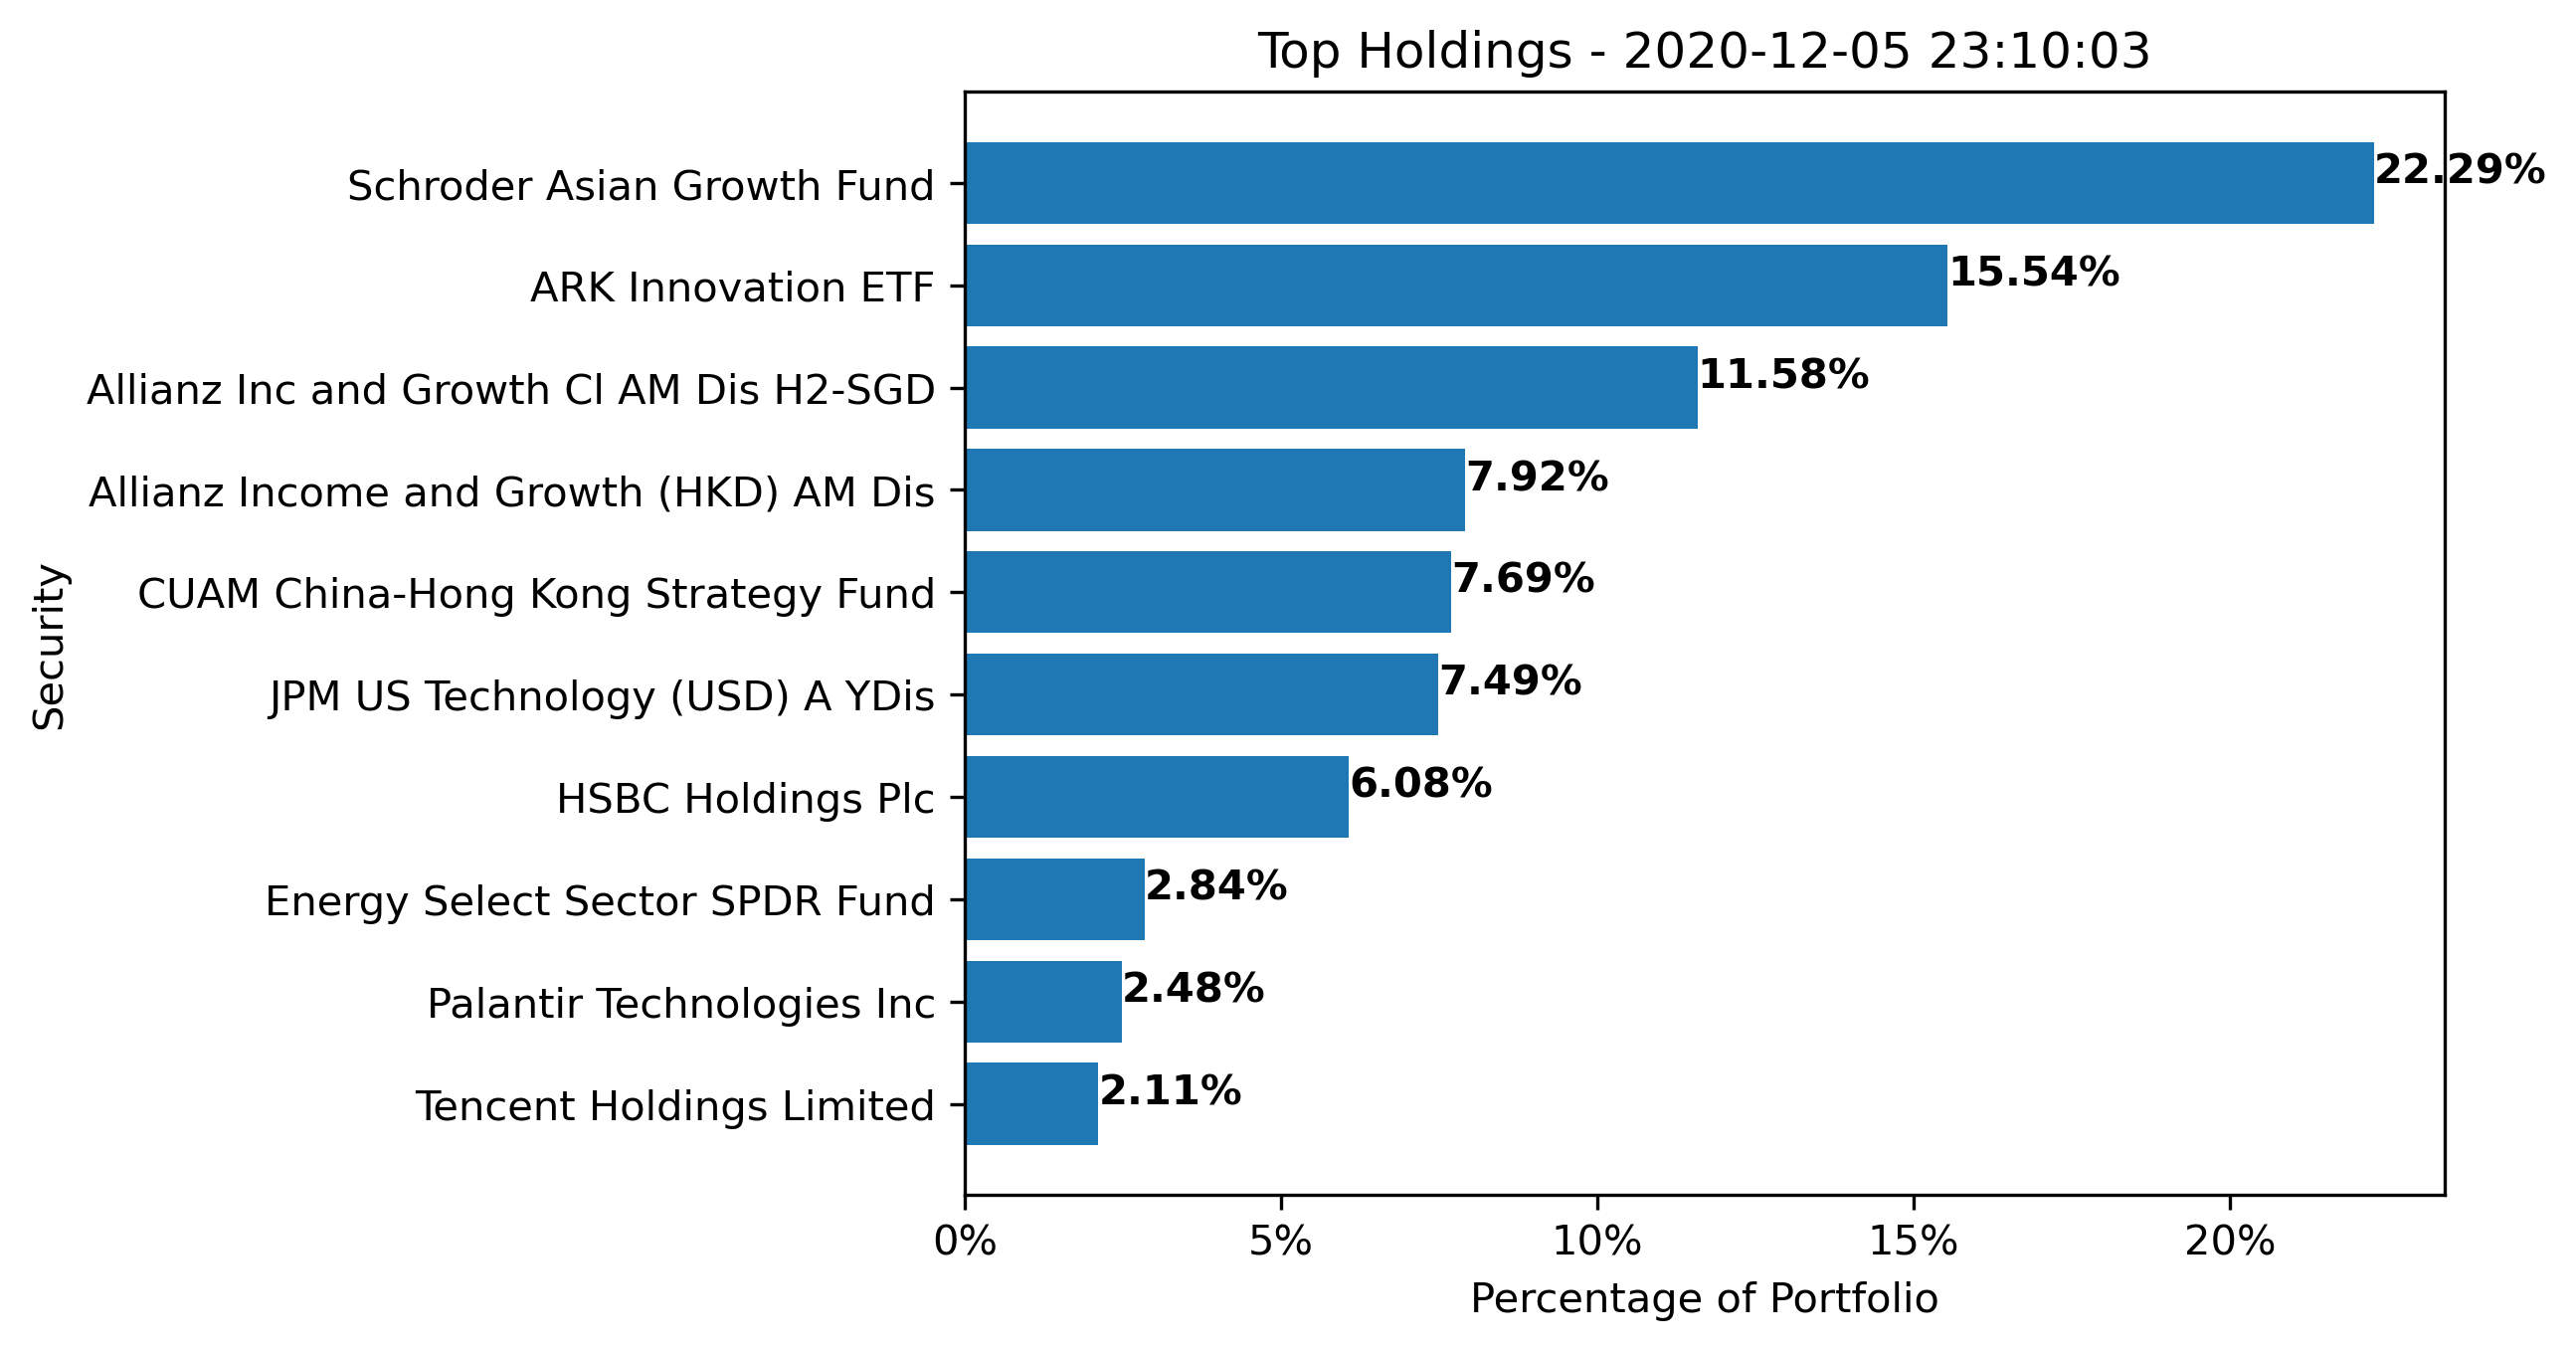 Top Holdings - 2020-12-05 23:10:03
Schroder Asian Growth Fund
22.29%
ARK Innovation ETF
15.54%
Allianz Inc and Growth Cl AM Dis H2-SGD
11.58%
Allianz Income and Growth (HKD) AM Dis
7.92%
CUAM China-Hong Kong Strategy Fund
7.69%
JPM US Technology (USD) A YDis
7.49%
HSBC Holdings Plc
6.08%
Energy Select Sector SPDR Fund
2.84%
Palantir Technologies Inc
2.48%
Tencent Holdings Limited
2.11%
Security
0% 5% 10% 15% 20%
Percentage of Portfolio